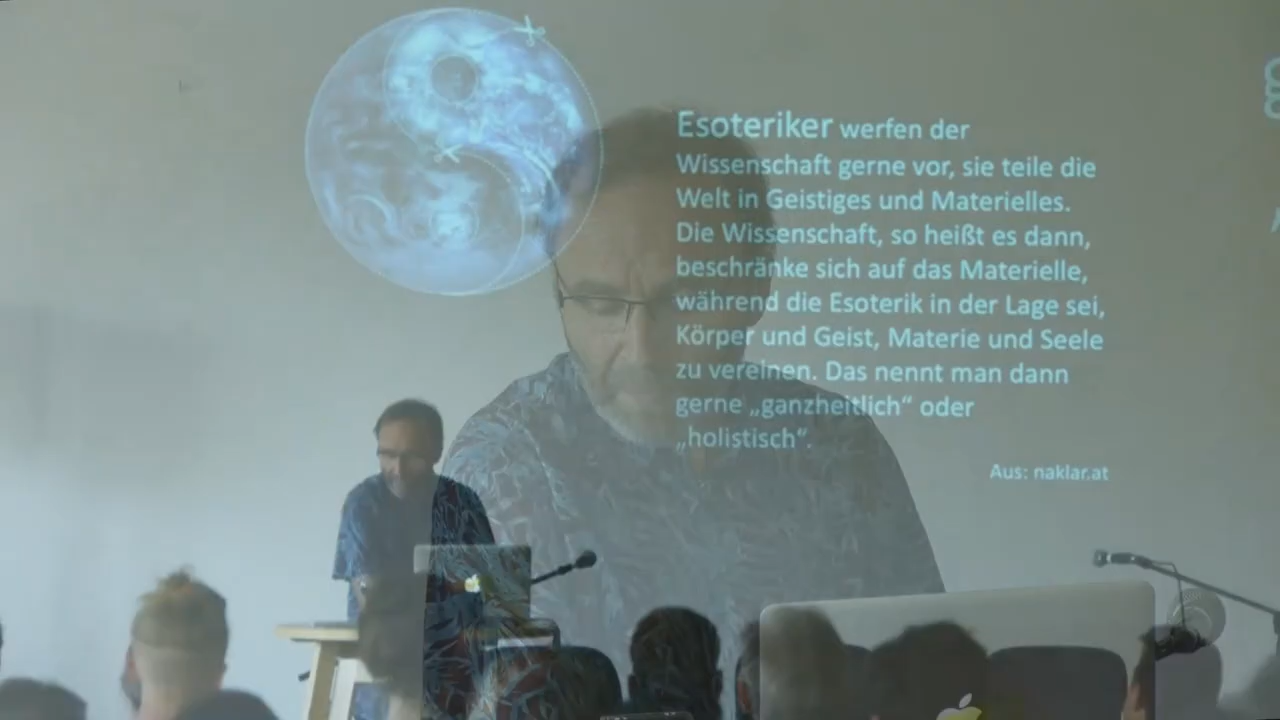 Esoteriker werfen der
Wissenschaft gerne vor, sie teile die
Welt in Geistiges und Materielles.
Die Wissenschaft, so heißt es dann,
beschränke sich auf das Materielle,
während die Esoterik in der Lage sei,
Körper und Geist, Materie und Seele
zu vereinen. Das nennt man dann
gerne „ganzheitlich“ oder
„holistisch“.
Aus: naklar.at